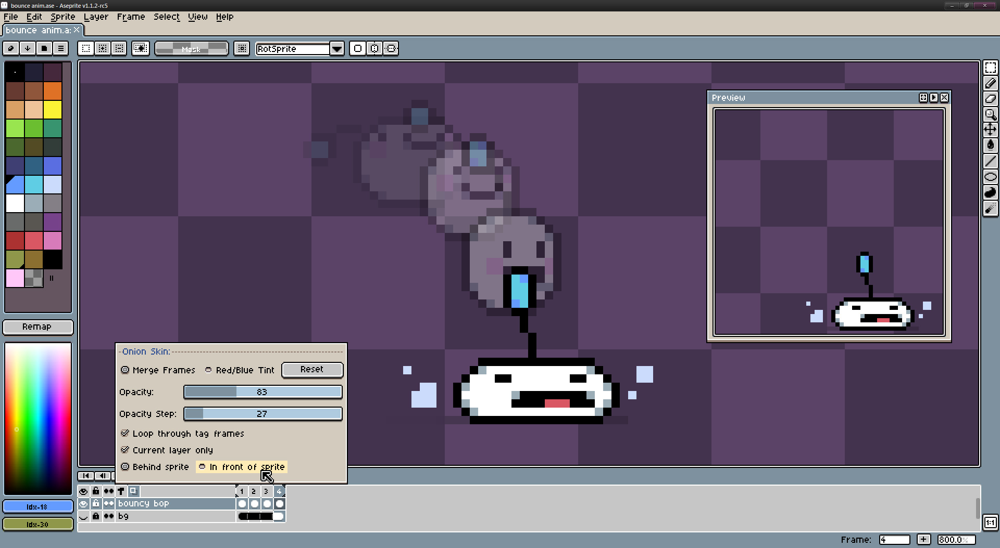 bounce anim.ase - Aseprite v1.1.2-rc5
File Edit Sprite Layer Frame Select View Help
bounce anim.a:
Mask
RotSprite
Preview
Remap
Onion Skin:
Merge Frames Red/Blue Tint Reset
Opacity: 83
Opacity Step: 27
Loop through tag frames
Current layer only
Behind sprite In front of sprite
1 2 3 4
bouncy bop
bg
Idx-18
Idx-30
1:1
Frame: 4 + 800.0%